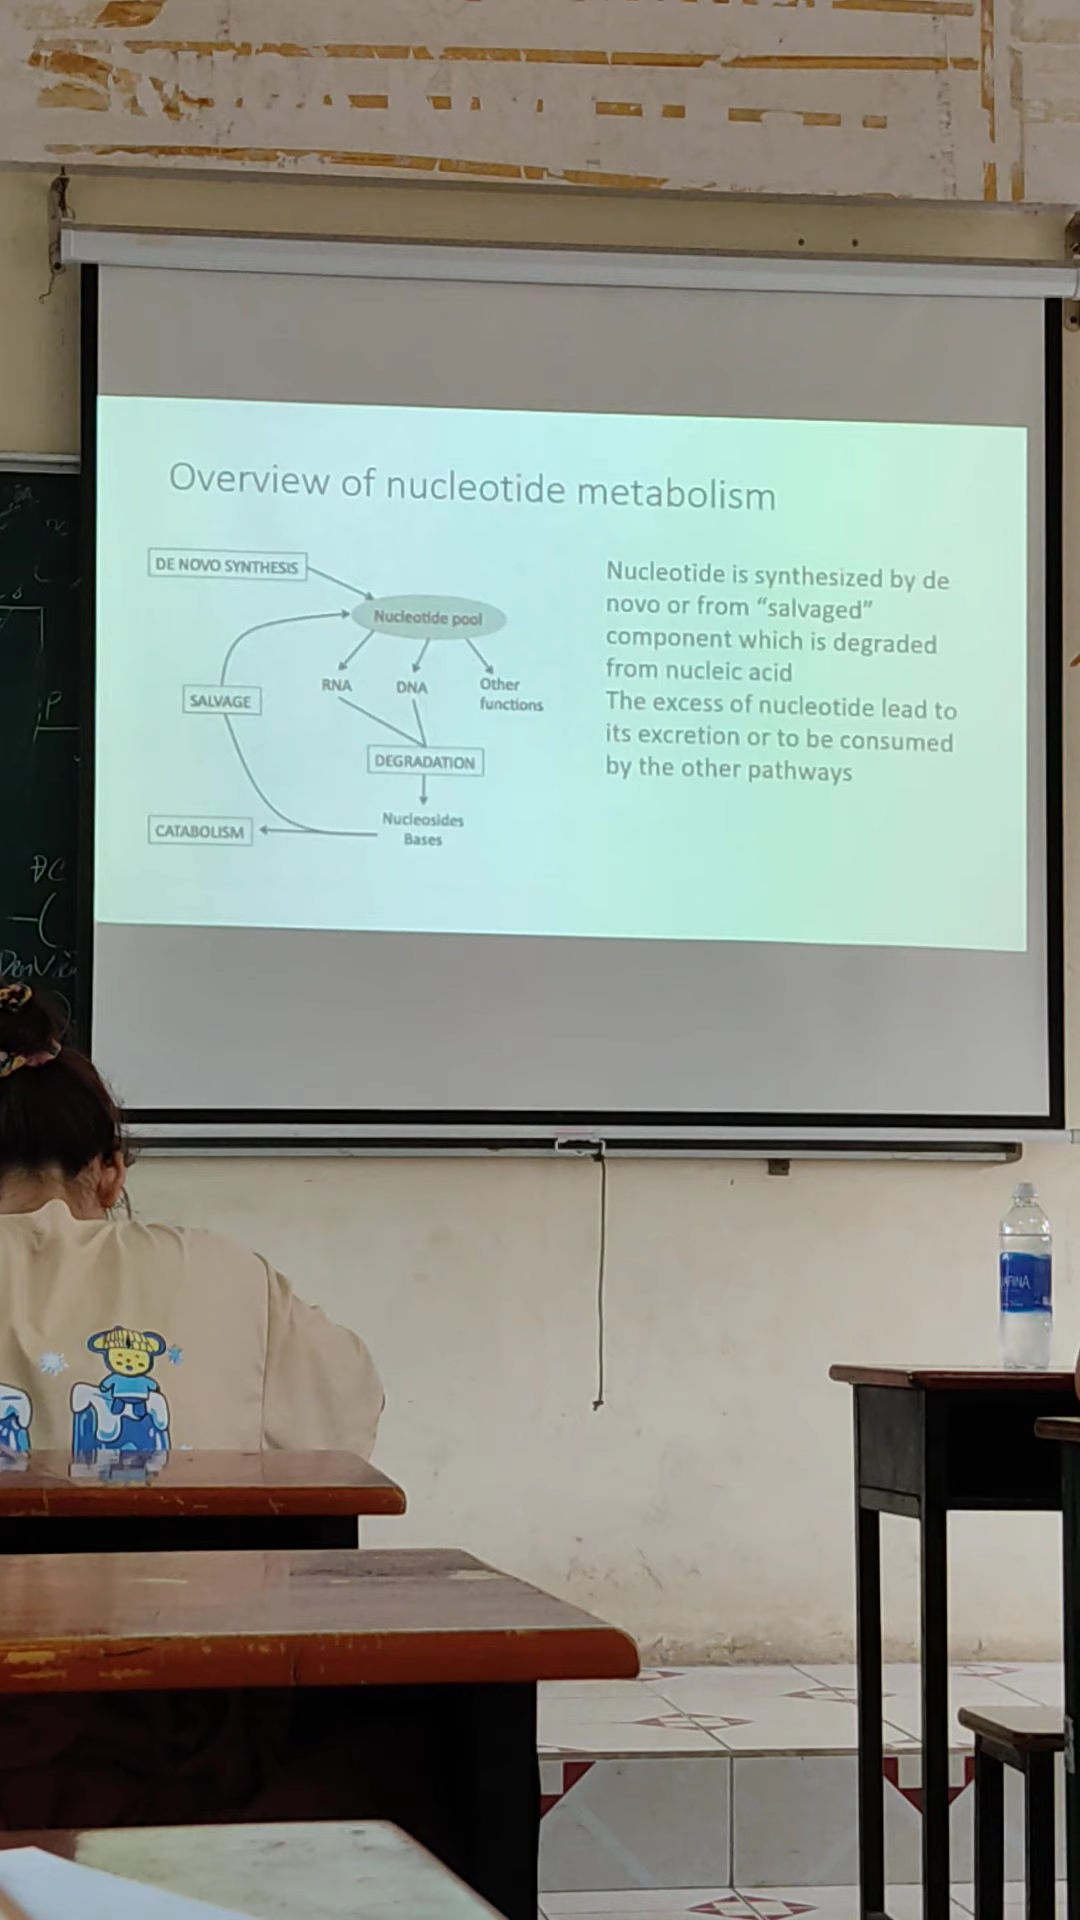 Overview of nucleotide metabolism
DE NOVO SYNTHESIS
Nucleotide pool
RNA
DNA
Other
functions
SALVAGE
DEGRADATION
Nucleosides
Bases
CATABOLISM
Nucleotide is synthesized by de
novo or from “salvaged”
component which is degraded
from nucleic acid
The excess of nucleotide lead to
its excretion or to be consumed
by the other pathways
P
ĐC
AFINA